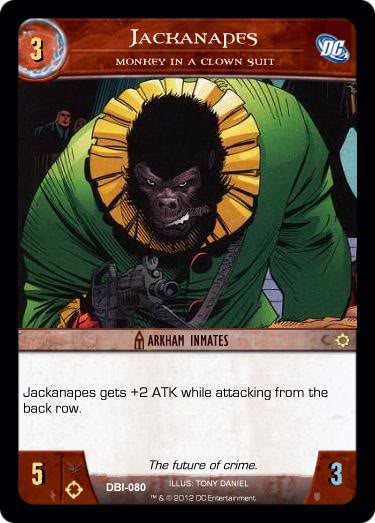 3
JACKANAPES
DC
MONKEY IN A CLOWN SUIT
ARKHAM INMATES
Jackanapes gets +2 ATK while attacking from the
back row.
The future of crime.
5
DBI-080
ILLUS: TONY DANIEL
3
™ & © 2012 DC Entertainment